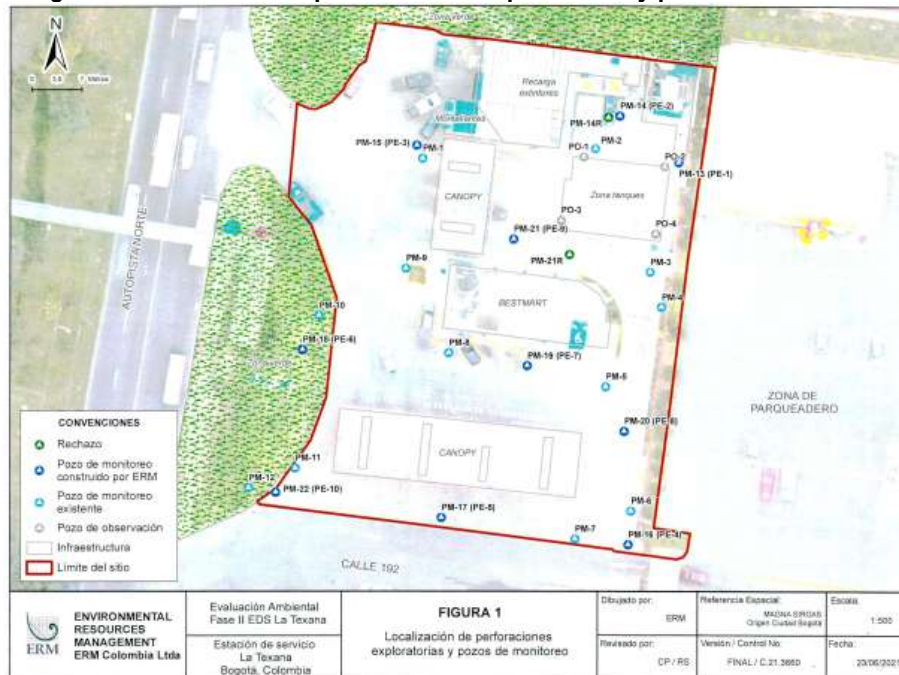 Zona verde
N
Metros
Recarga
extintores
Montallantas
PM-14 (PE-2)
PM-14R
PM-2
PO-1
PO-2
PM-13 (PE-1)
PM-15 (PE-3)
PM-1
CANOPY
Zona tanques
PO-3
PO-4
PM-21 (PE-9)
PM-21R
PM-3
PM-9
PM-4
BESTMART
AUTOPISTA NORTE
PM-10
PM-18 (PE-6)
Zona verde
PM-8
PM-19 (PE-7)
PM-5
ZONA DE
PARQUEADERO
PM-20 (PE-8)
CANOPY
PM-11
PM-12
PM-22 (PE-10)
PM-17 (PE-5)
PM-6
PM-7
PM-16 (PE-4)
CALLE 192
CONVENCIONES
Rechazo
Pozo de monitoreo
construido por ERM
Pozo de monitoreo
existente
Pozo de observación
Infraestructura
Limite del sitio
ERM
ENVIRONMENTAL
RESOURCES
MANAGEMENT
ERM Colombia Ltda
Evaluación Ambiental
Fase II EDS La Texana
Estación de servicio
La Texana
Bogotá, Colombia
FIGURA 1
Localización de perforaciones
exploratorias y pozos de monitoreo
Dibujado por:
ERM
Referencia Espacial:
MAGNA SIRGAS
Origen Ciudad Bogotá
Escala:
1:500
Revisado por:
CP / RS
Versión / Control No.
FINAL / C.21.3660
Fecha:
23/06/2021